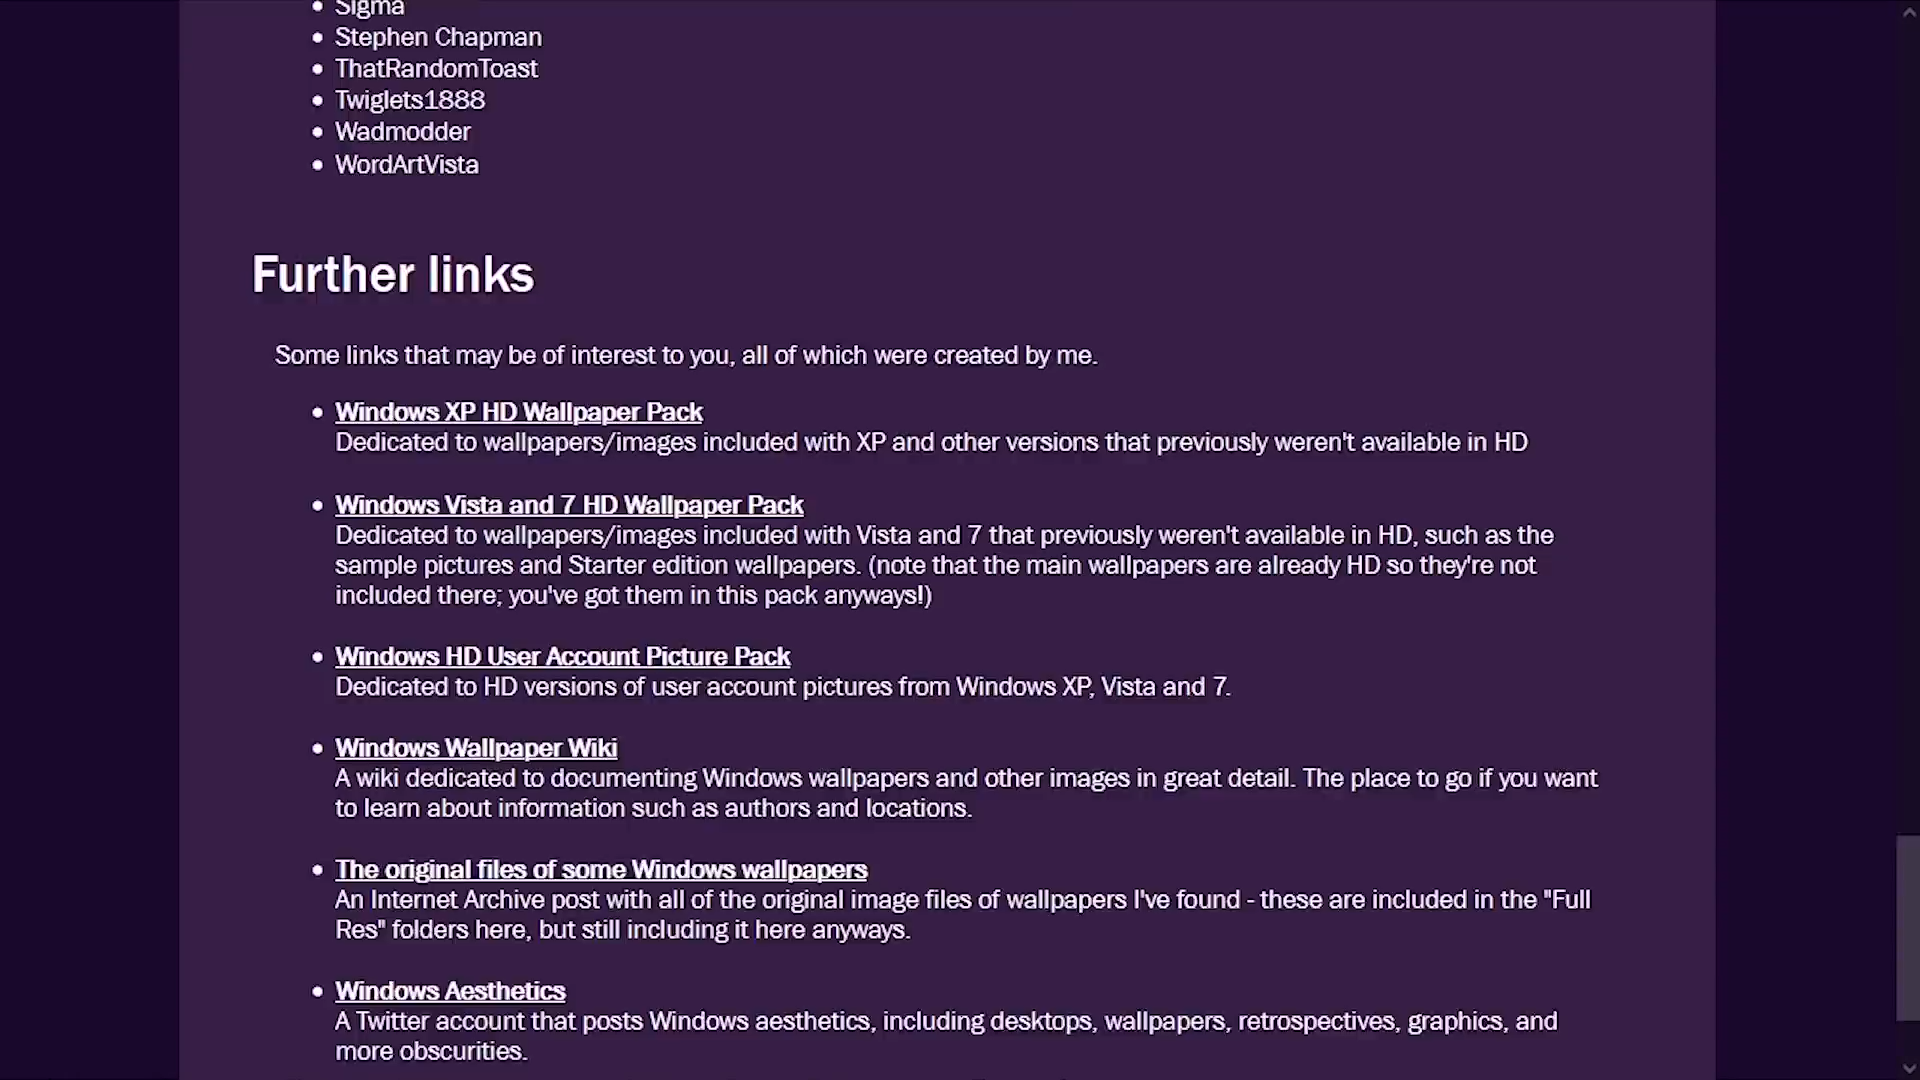 Sigma
Stephen Chapman
ThatRandomToast
Twiglets1888
Wadmodder
WordArtVista
Further links
Some links that may be of interest to you, all of which were created by me.
Windows XP HD Wallpaper Pack
Dedicated to wallpapers/images included with XP and other versions that previously weren't available in HD
Windows Vista and 7 HD Wallpaper Pack
Dedicated to wallpapers/images included with Vista and 7 that previously weren't available in HD, such as the
sample pictures and Starter edition wallpapers. (note that the main wallpapers are already HD so they're not
included there; you've got them in this pack anyways!)
Windows HD User Account Picture Pack
Dedicated to HD versions of user account pictures from Windows XP, Vista and 7.
Windows Wallpaper Wiki
A wiki dedicated to documenting Windows wallpapers and other images in great detail. The place to go if you want
to learn about information such as authors and locations.
The original files of some Windows wallpapers
An Internet Archive post with all of the original image files of wallpapers I've found - these are included in the "Full
Res" folders here, but still including it here anyways.
Windows Aesthetics
A Twitter account that posts Windows aesthetics, including desktops, wallpapers, retrospectives, graphics, and
more obscurities.